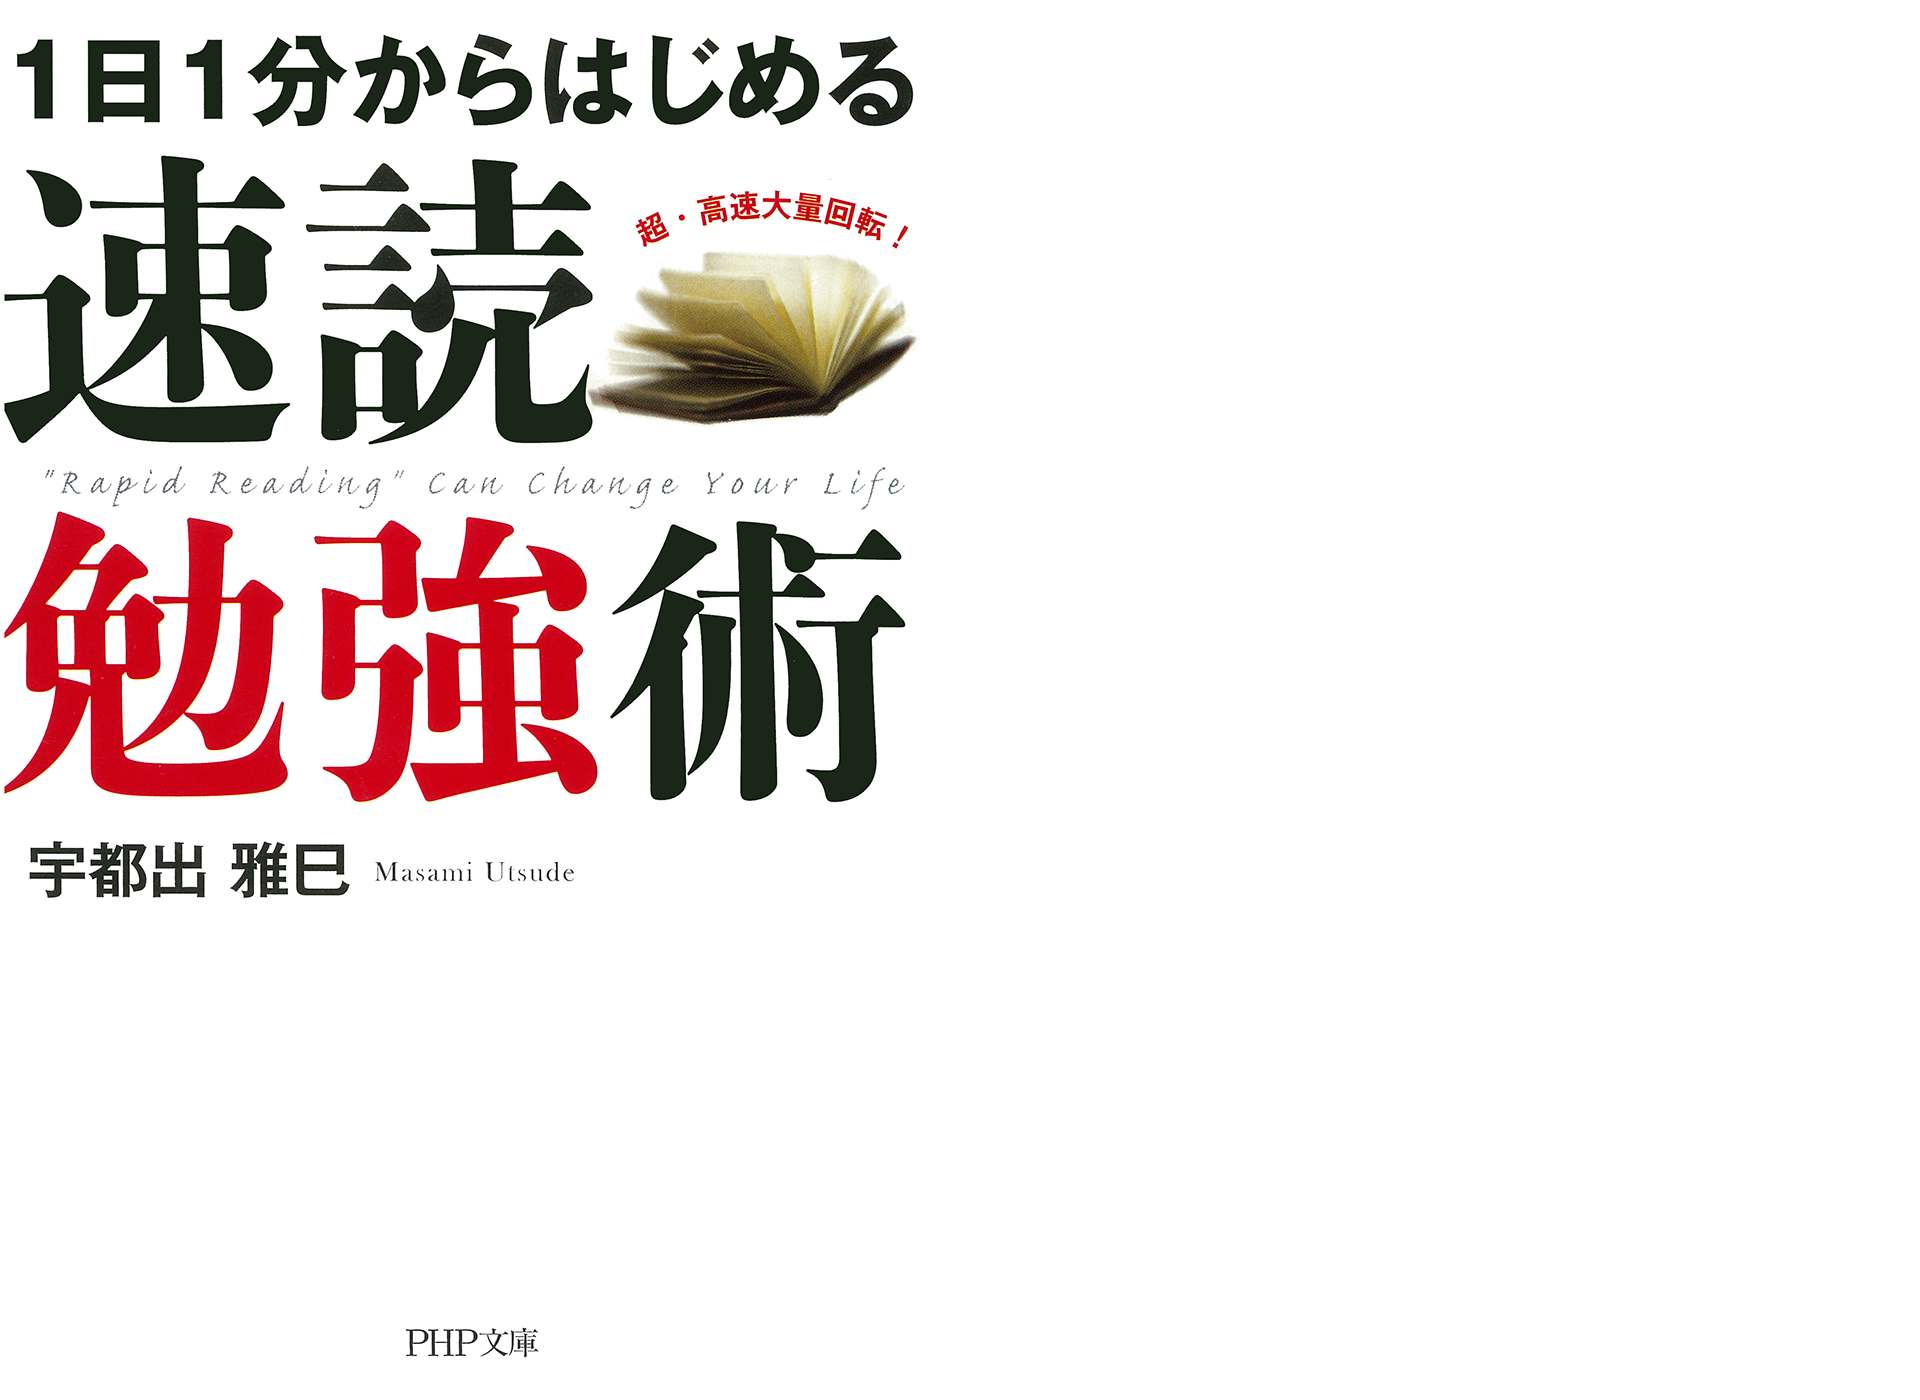 1日1分からはじめる
超・高速大量回転！
速読
"Rapid Reading" Can Change Your Life
勉強術
宇都出 雅巳 Masami Utsude
PHP文庫